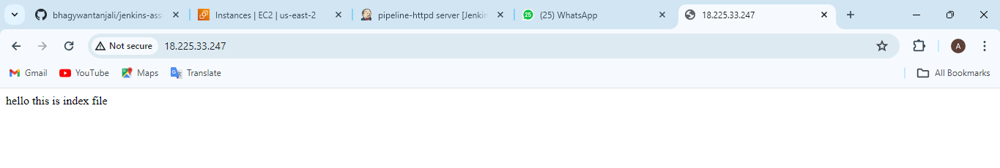 bhagywantanjali/jenkins-ass
Instances | EC2 | us-east-2
pipeline-httpd server [Jenkin
25
(25) WhatsApp
18.225.33.247
Not secure
18.225.33.247
A
Gmail
YouTube
Maps
Translate
All Bookmarks
hello this is index file